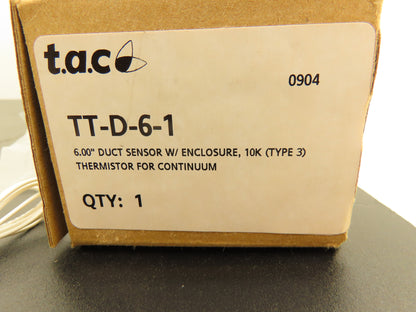 t.a.c
0904
TT-D-6-1
6.00" DUCT SENSOR W/ ENCLOSURE, 10K (TYPE 3)
THERMISTOR FOR CONTINUUM
QTY: 1